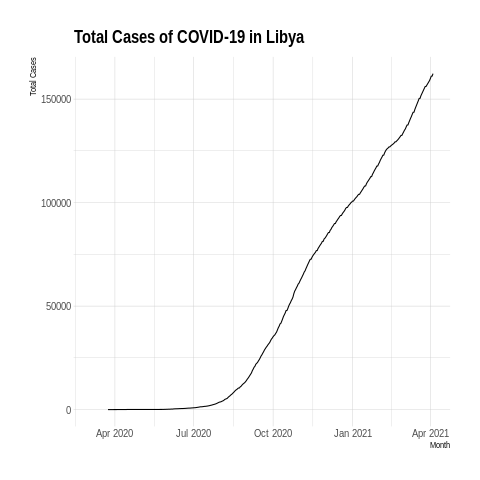 Total Cases of COVID-19 in Libya
Total Cases
150000
100000
50000
0
Apr 2020 Jul 2020 Oct 2020 Jan 2021 Apr 2021
Month